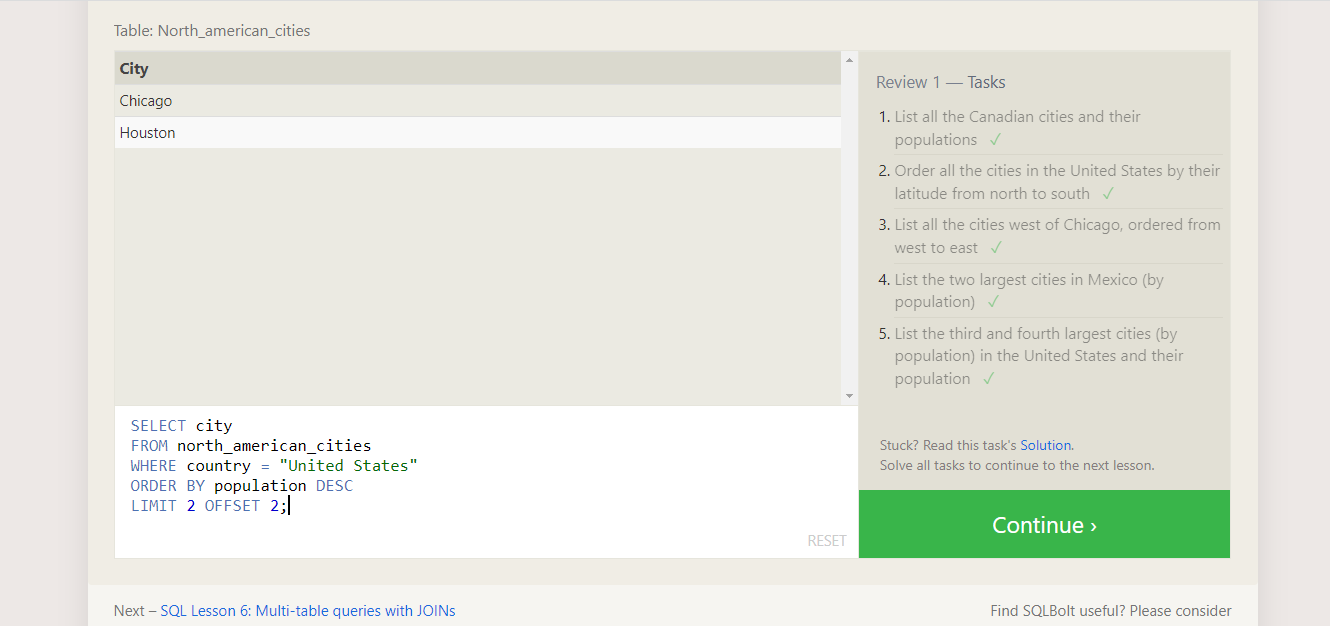 Table: North_american_cities
City
Chicago
Houston
SELECT city
FROM north_american_cities
WHERE country = "United States"
ORDER BY population DESC
LIMIT 2 OFFSET 2;
RESET
Review 1 — Tasks
1. List all the Canadian cities and their
populations ✓
2. Order all the cities in the United States by their
latitude from north to south ✓
3. List all the cities west of Chicago, ordered from
west to east ✓
4. List the two largest cities in Mexico (by
population) ✓
5. List the third and fourth largest cities (by
population) in the United States and their
population ✓
Stuck? Read this task's Solution.
Solve all tasks to continue to the next lesson.
Continue ›
Next – SQL Lesson 6: Multi-table queries with JOINs
Find SQLBolt useful? Please consider